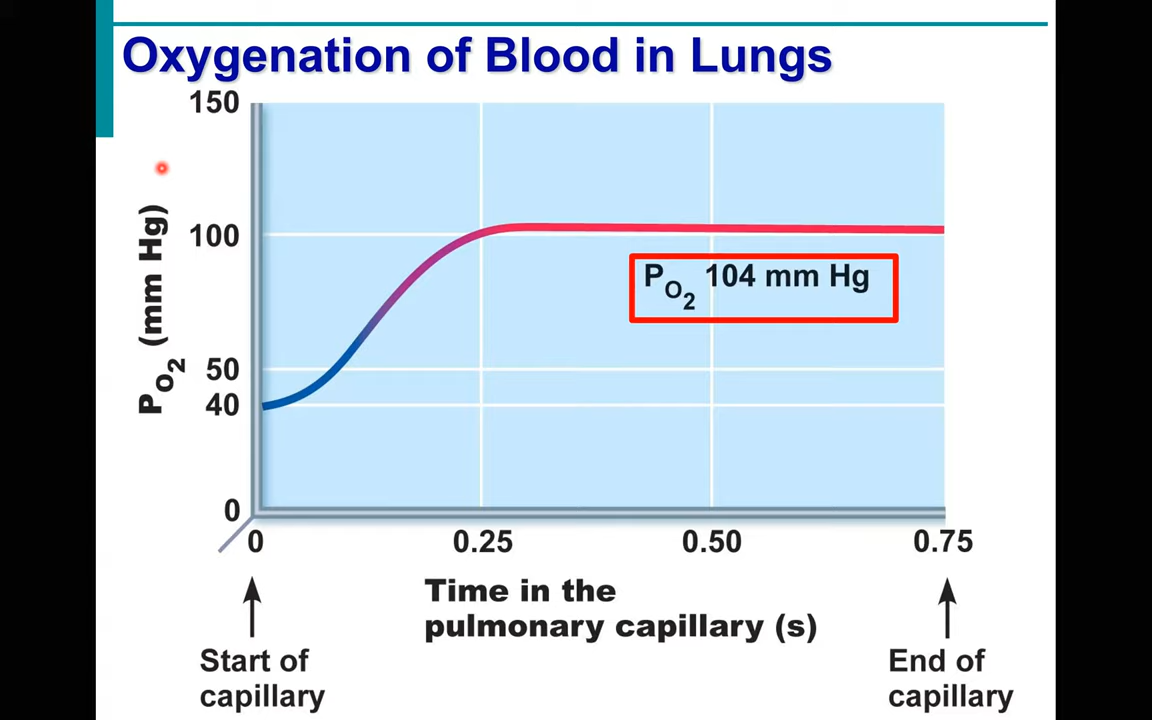 Oxygenation of Blood in Lungs
150
100
50
40
0
PO2 (mm Hg)
PO2 104 mm Hg
0 0.25 0.50 0.75
Time in the
pulmonary capillary (s)
Start of
capillary
End of
capillary